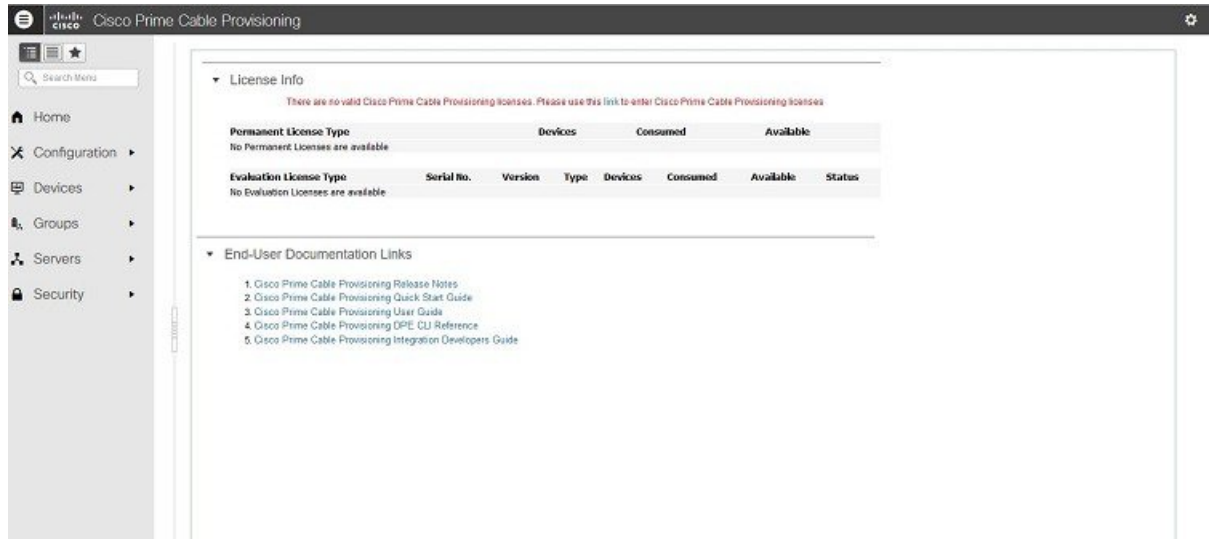 cisco Cisco Prime Cable Provisioning
Search Menu
Home
Configuration
Devices
Groups
Servers
Security
License Info
There are no valid Cisco Prime Cable Provisioning licenses. Please use this link to enter Cisco Prime Cable Provisioning licenses
Permanent License Type Devices Consumed Available
No Permanent Licenses are available
Evaluation License Type Serial No. Version Type Devices Consumed Available Status
No Evaluation Licenses are available
End-User Documentation Links
1. Cisco Prime Cable Provisioning Release Notes
2. Cisco Prime Cable Provisioning Quick Start Guide
3. Cisco Prime Cable Provisioning User Guide
4. Cisco Prime Cable Provisioning DPE CLI Reference
5. Cisco Prime Cable Provisioning Integration Developers Guide